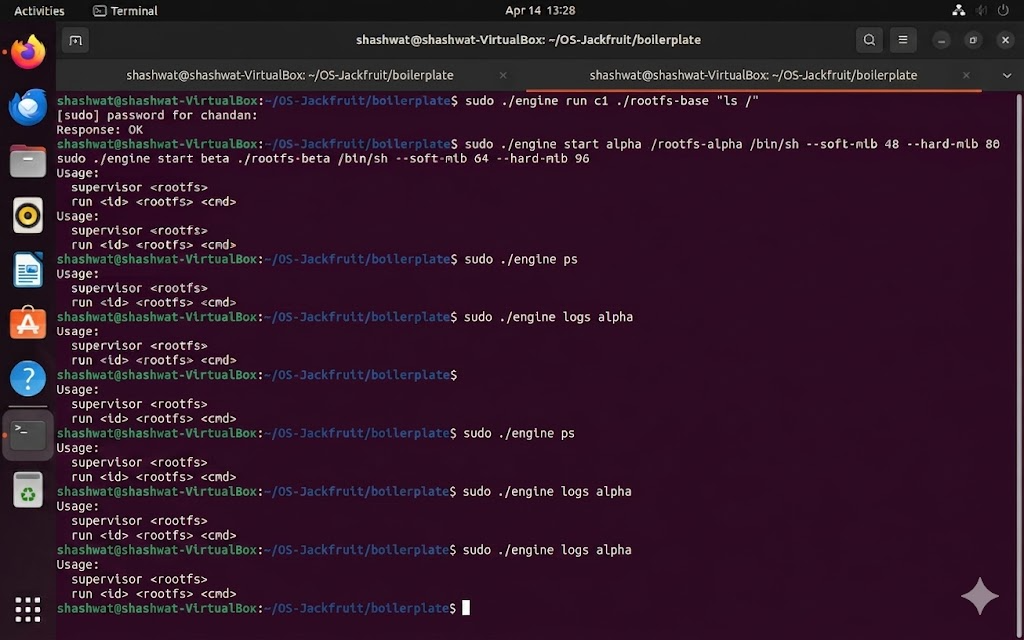 Activities Terminal Apr 14 13:28
shashwat@shashwat-VirtualBox: ~/OS-Jackfruit/boilerplate
shashwat@shashwat-VirtualBox: ~/OS-Jackfruit/boilerplate × shashwat@shashwat-VirtualBox: ~/OS-Jackfruit/boilerplate ×
shashwat@shashwat-VirtualBox:~/OS-Jackfruit/boilerplate$ sudo ./engine run c1 ./rootfs-base "ls /"
[sudo] password for chandan:
Response: OK
shashwat@shashwat-VirtualBox:~/OS-Jackfruit/boilerplate$ sudo ./engine start alpha /rootfs-alpha /bin/sh --soft-mib 48 --hard-mib 80
sudo ./engine start beta ./rootfs-beta /bin/sh --soft-mib 64 --hard-mib 96
Usage:
  supervisor <rootfs>
  run <id> <rootfs> <cmd>
Usage:
  supervisor <rootfs>
  run <id> <rootfs> <cmd>
shashwat@shashwat-VirtualBox:~/OS-Jackfruit/boilerplate$ sudo ./engine ps
Usage:
  supervisor <rootfs>
  run <id> <rootfs> <cmd>
shashwat@shashwat-VirtualBox:~/OS-Jackfruit/boilerplate$ sudo ./engine logs alpha
Usage:
  supervisor <rootfs>
  run <id> <rootfs> <cmd>
shashwat@shashwat-VirtualBox:~/OS-Jackfruit/boilerplate$
Usage:
  supervisor <rootfs>
  run <id> <rootfs> <cmd>
shashwat@shashwat-VirtualBox:~/OS-Jackfruit/boilerplate$ sudo ./engine ps
Usage:
  supervisor <rootfs>
  run <id> <rootfs> <cmd>
shashwat@shashwat-VirtualBox:~/OS-Jackfruit/boilerplate$ sudo ./engine logs alpha
Usage:
  supervisor <rootfs>
  run <id> <rootfs> <cmd>
shashwat@shashwat-VirtualBox:~/OS-Jackfruit/boilerplate$ sudo ./engine logs alpha
Usage:
  supervisor <rootfs>
  run <id> <rootfs> <cmd>
shashwat@shashwat-VirtualBox:~/OS-Jackfruit/boilerplate$